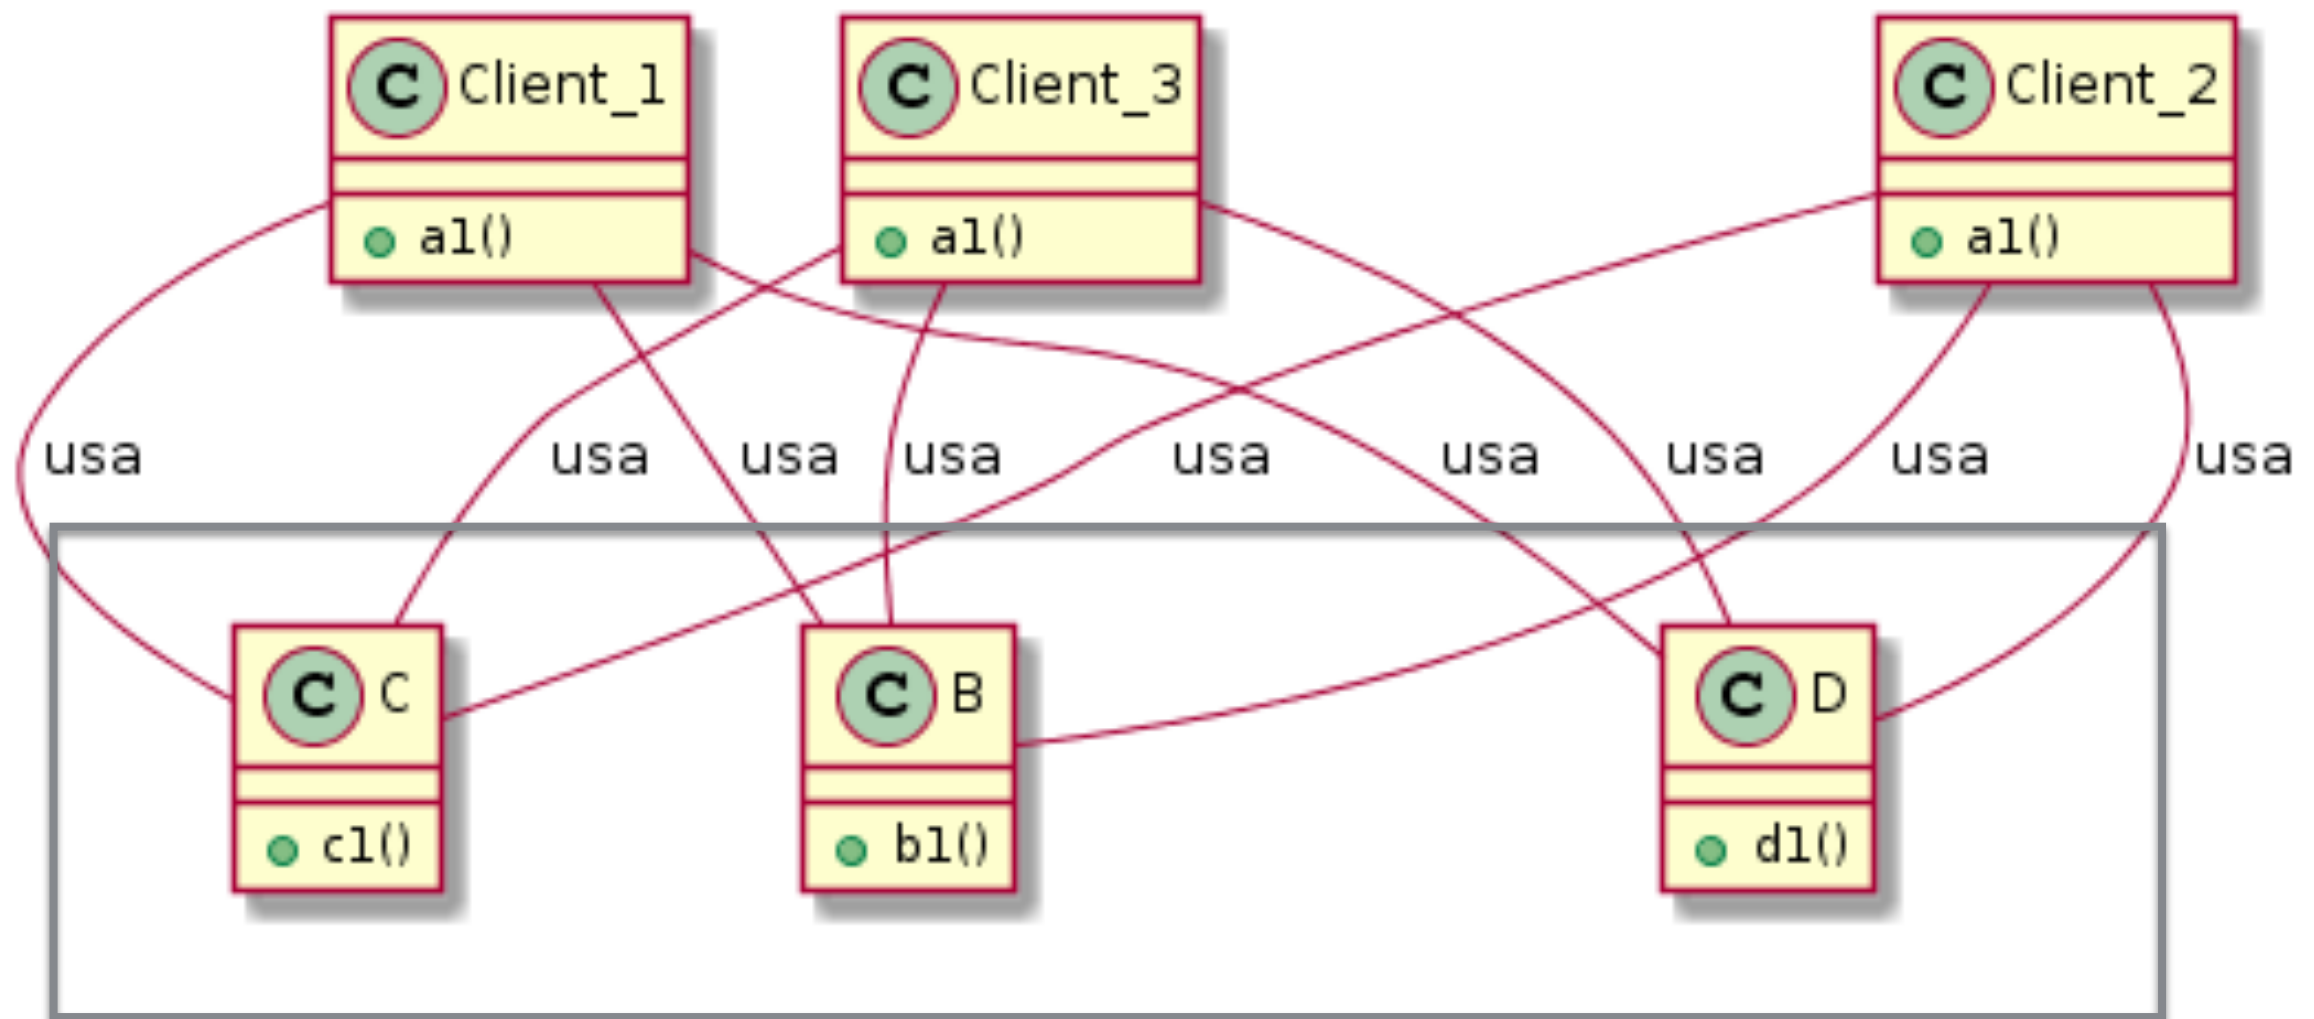 C Client_1
C Client_3
C Client_2
a1()
a1()
a1()
usa
usa
usa
usa
usa
usa
usa
usa
usa
C C
C B
C D
c1()
b1()
d1()